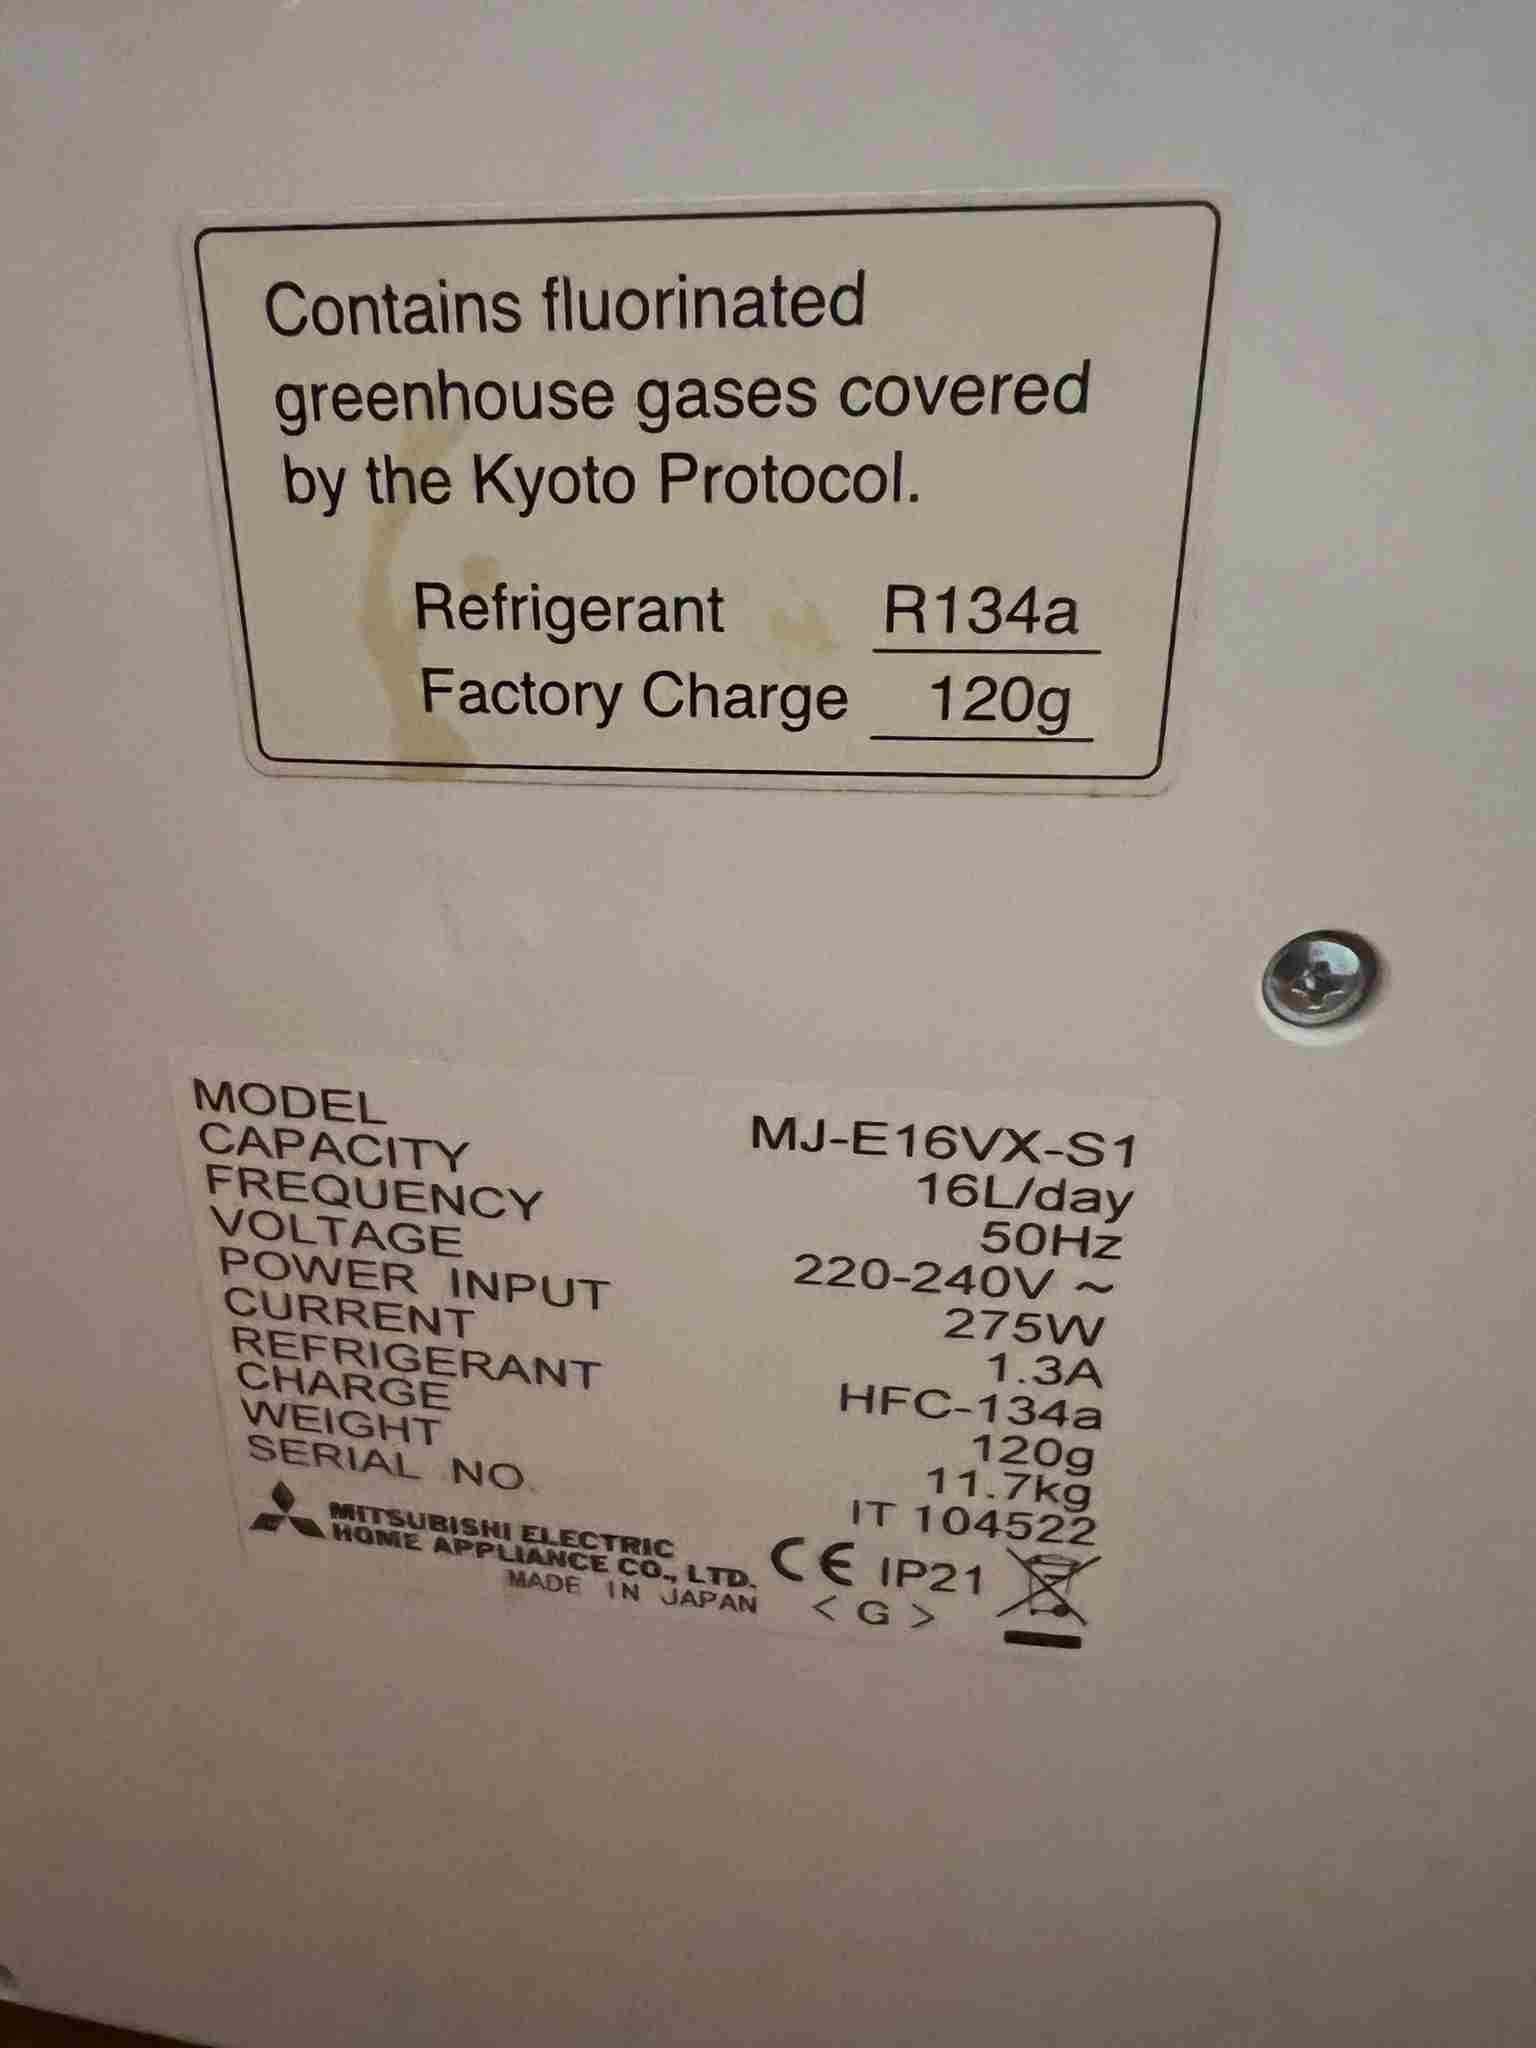 Contains fluorinated
greenhouse gases covered
by the Kyoto Protocol.
Refrigerant R134a
Factory Charge 120g
MODEL MJ-E16VX-S1
CAPACITY 16L/day
FREQUENCY 50Hz
VOLTAGE 220-240V ~
POWER INPUT 275W
CURRENT 1.3A
REFRIGERANT HFC-134a
CHARGE 120g
WEIGHT 11.7kg
SERIAL NO. IT 104522
MITSUBISHI ELECTRIC
HOME APPLIANCE CO., LTD. CE IP21
MADE IN JAPAN < G >